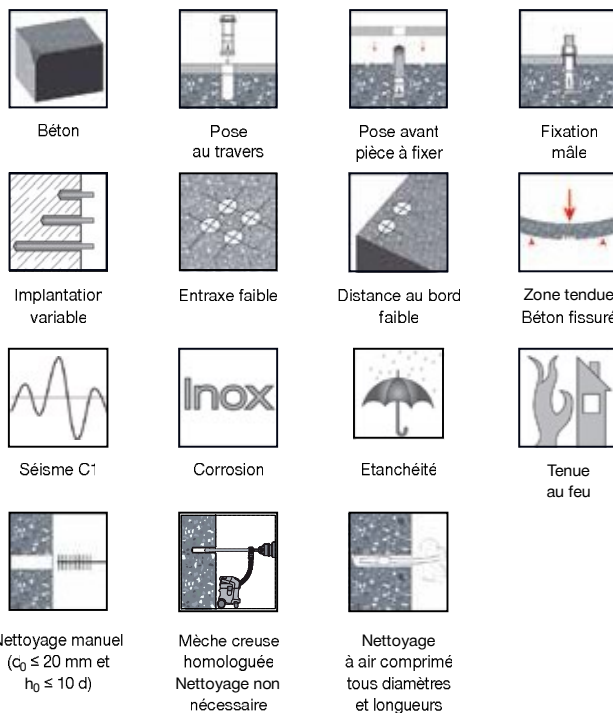 Béton
Pose
au travers
Pose avant
pièce à fixer
Fixation
mâle
Implantation
variable
Entraxe faible
Distance au bord
faible
Zone tendue
Béton fissuré
Inox
Séisme C1
Corrosion
Etanchéité
Tenue
au feu
Nettoyage manuel
(d₀ ≤ 20 mm et
h₀ ≤ 10 d)
Mèche creuse
homologuée
Nettoyage non
nécessaire
Nettoyage
à air comprimé
tous diamètres
et longueurs